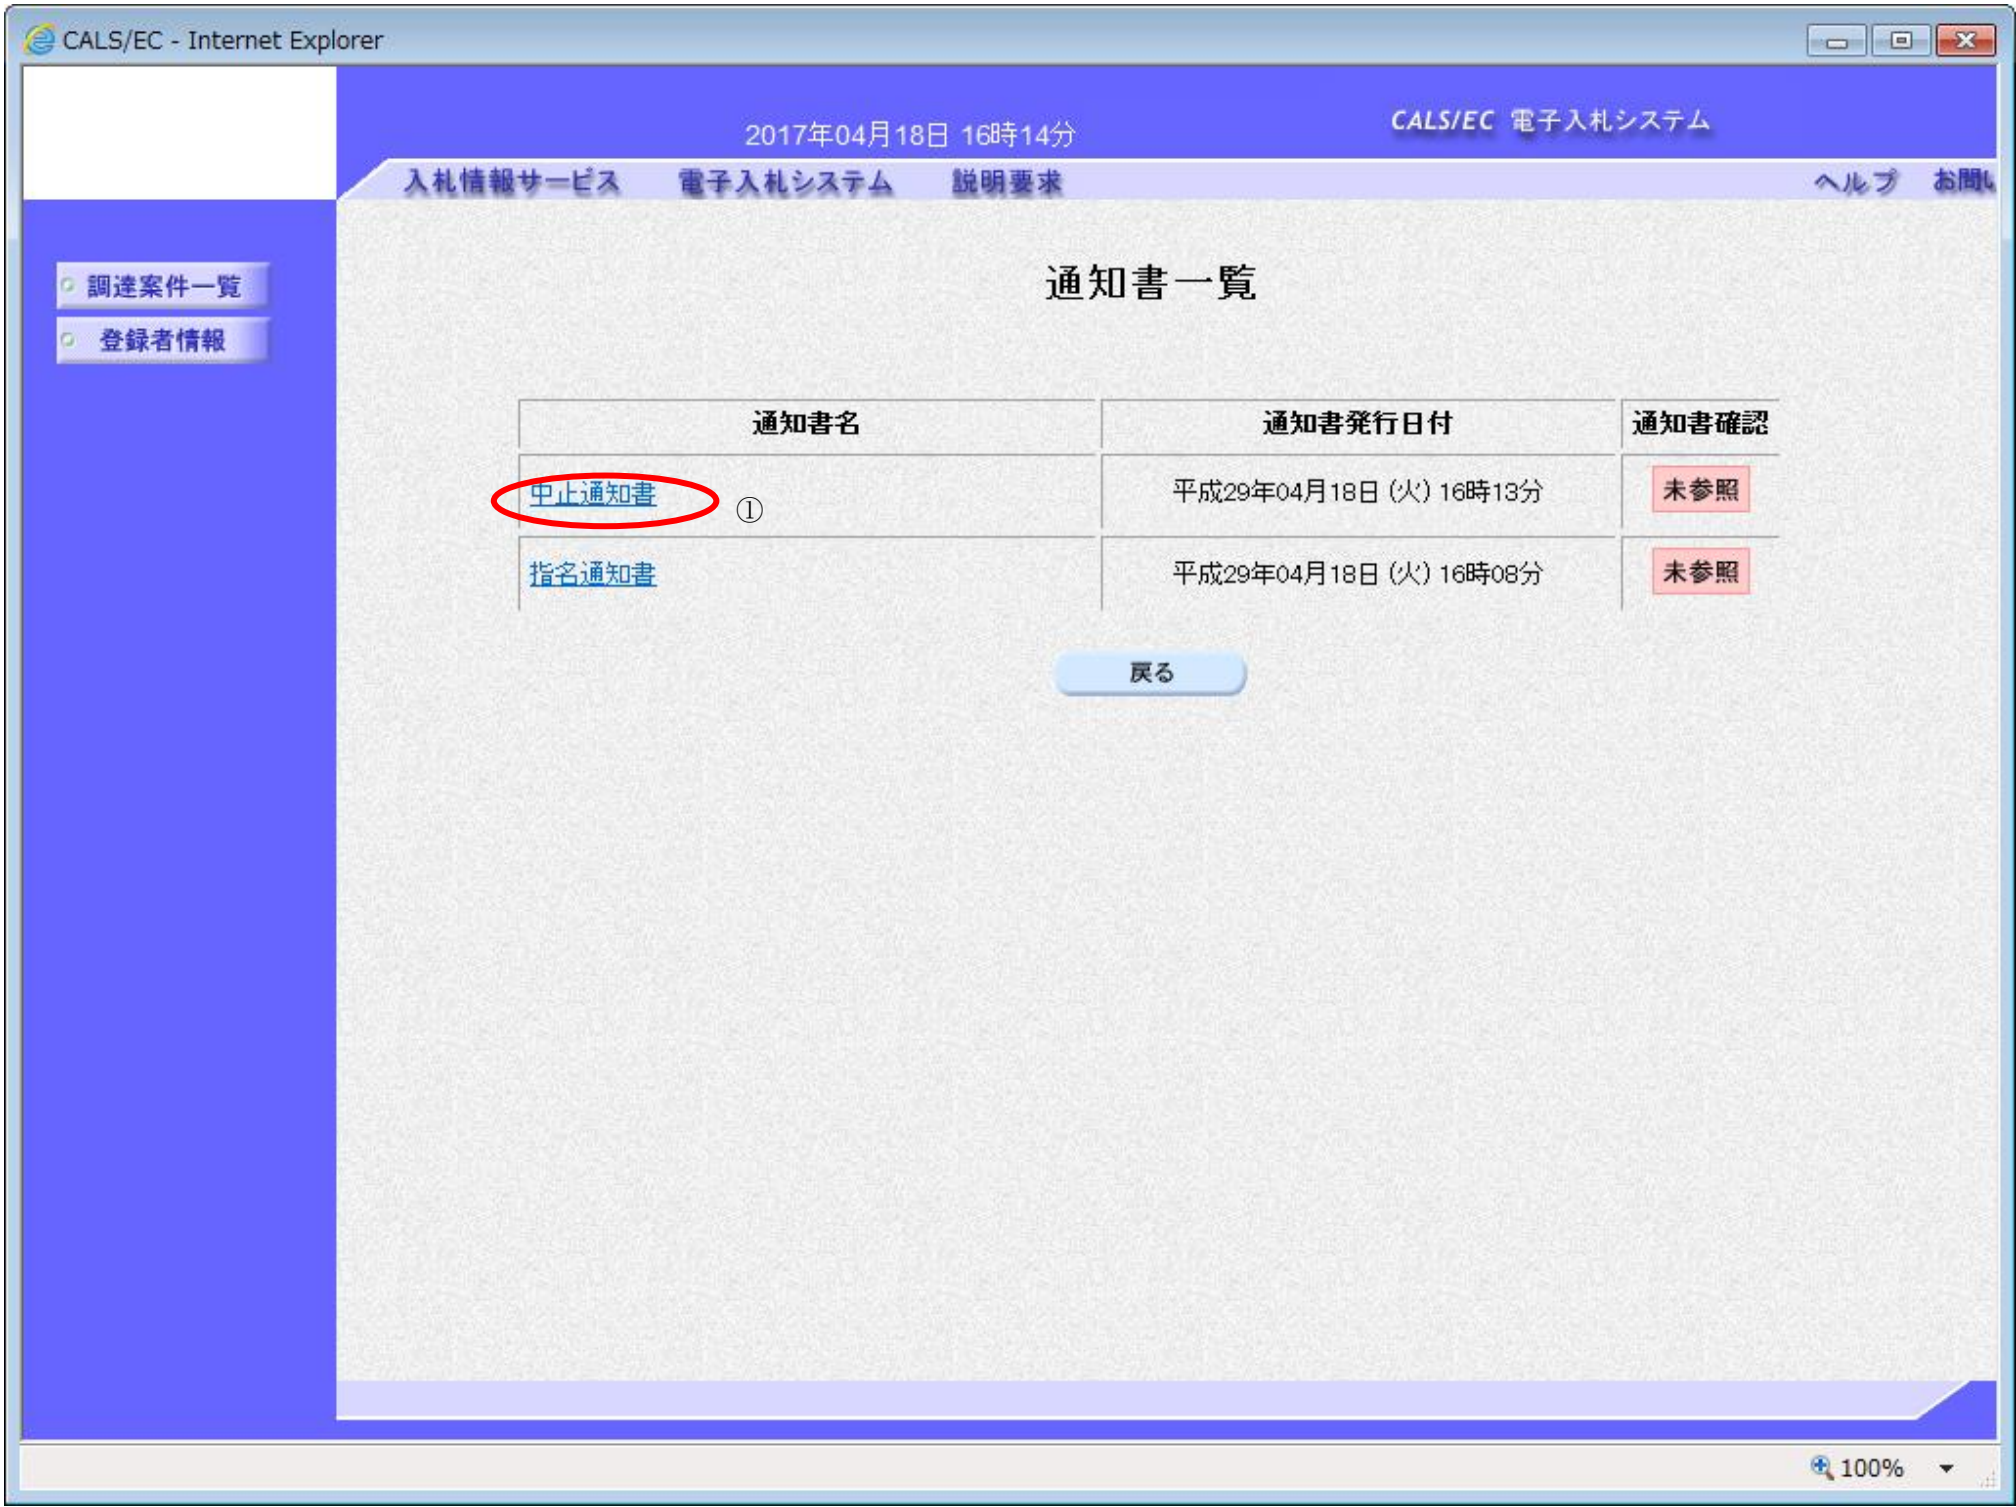 CALS/EC - Internet Explorer
2017年04月18日 16時14分
CALS/EC 電子入札システム
入札情報サービス 電子入札システム 説明要求 ヘルプ お問い
調達案件一覧
登録者情報
通知書一覧
通知書名 通知書発行日付 通知書確認
中止通知書 ① 平成29年04月18日 (火) 16時13分 未参照
指名通知書 平成29年04月18日 (火) 16時08分 未参照
戻る
100%